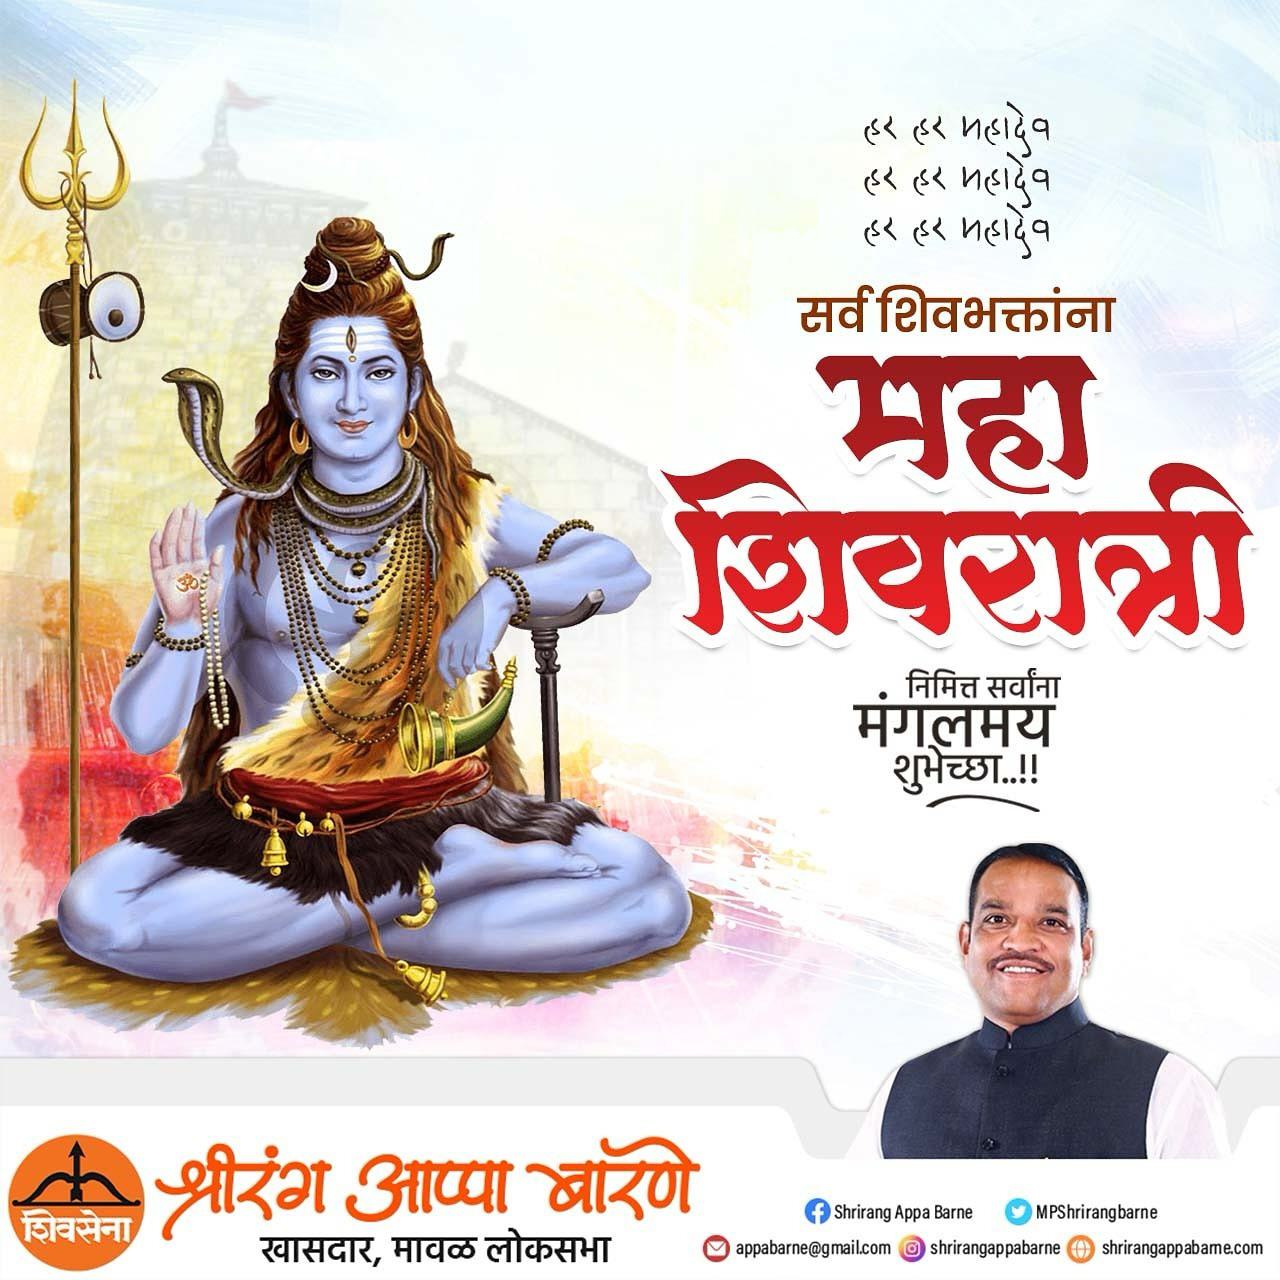 हर हर महादेव
हर हर महादेव
हर हर महादेव
सर्व शिवभक्तांना
महा
शिवरात्री
निमित्त सर्वांना
मंगलमय
शुभेच्छा..!!
ॐ
शिवसेना
श्रीरंग आप्पा बारणे
खासदार, मावळ लोकसभा
Shrirang Appa Barne
MPShrirangbarne
appabarne@gmail.com
shrirangappabarne
shrirangappabarne.com